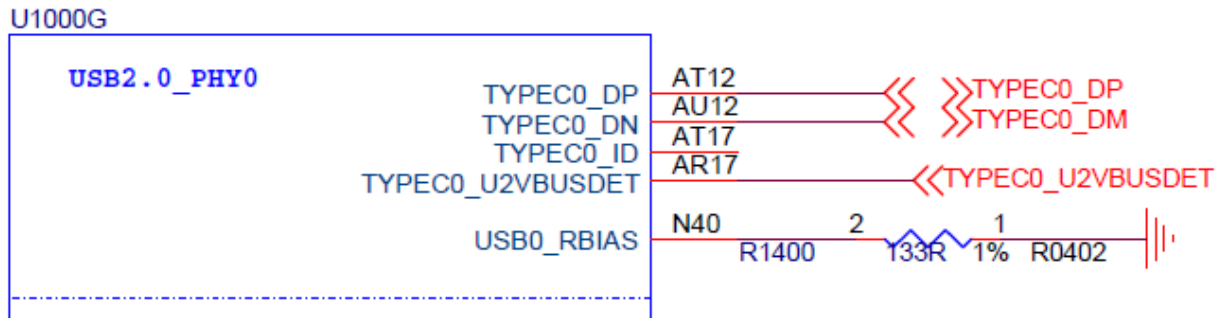 U1000G
USB2.0_PHY0
TYPEC0_DP AT12 TYPEC0_DP
TYPEC0_DN AU12 TYPEC0_DM
TYPEC0_ID AT17
TYPEC0_U2VBUSDET AR17 TYPEC0_U2VBUSDET
USB0_RBIAS N40 2 1
R1400 133R 1% R0402